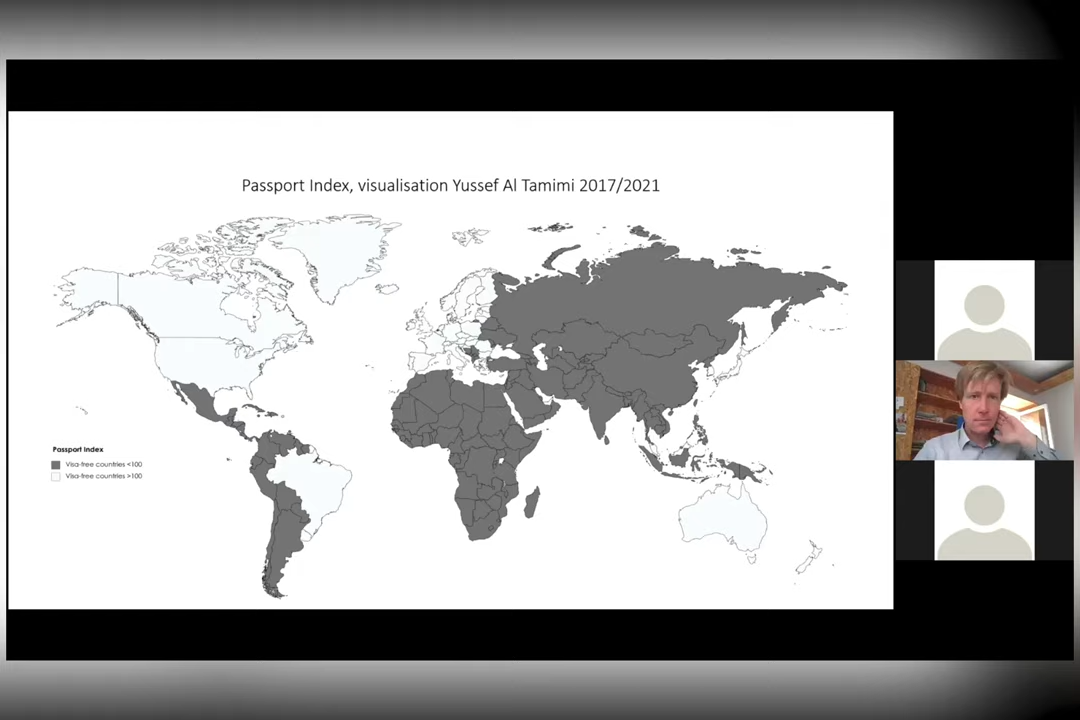 Passport Index, visualisation Yussef Al Tamimi 2017/2021
Passport Index
Visa-free countries <100
Visa-free countries >100